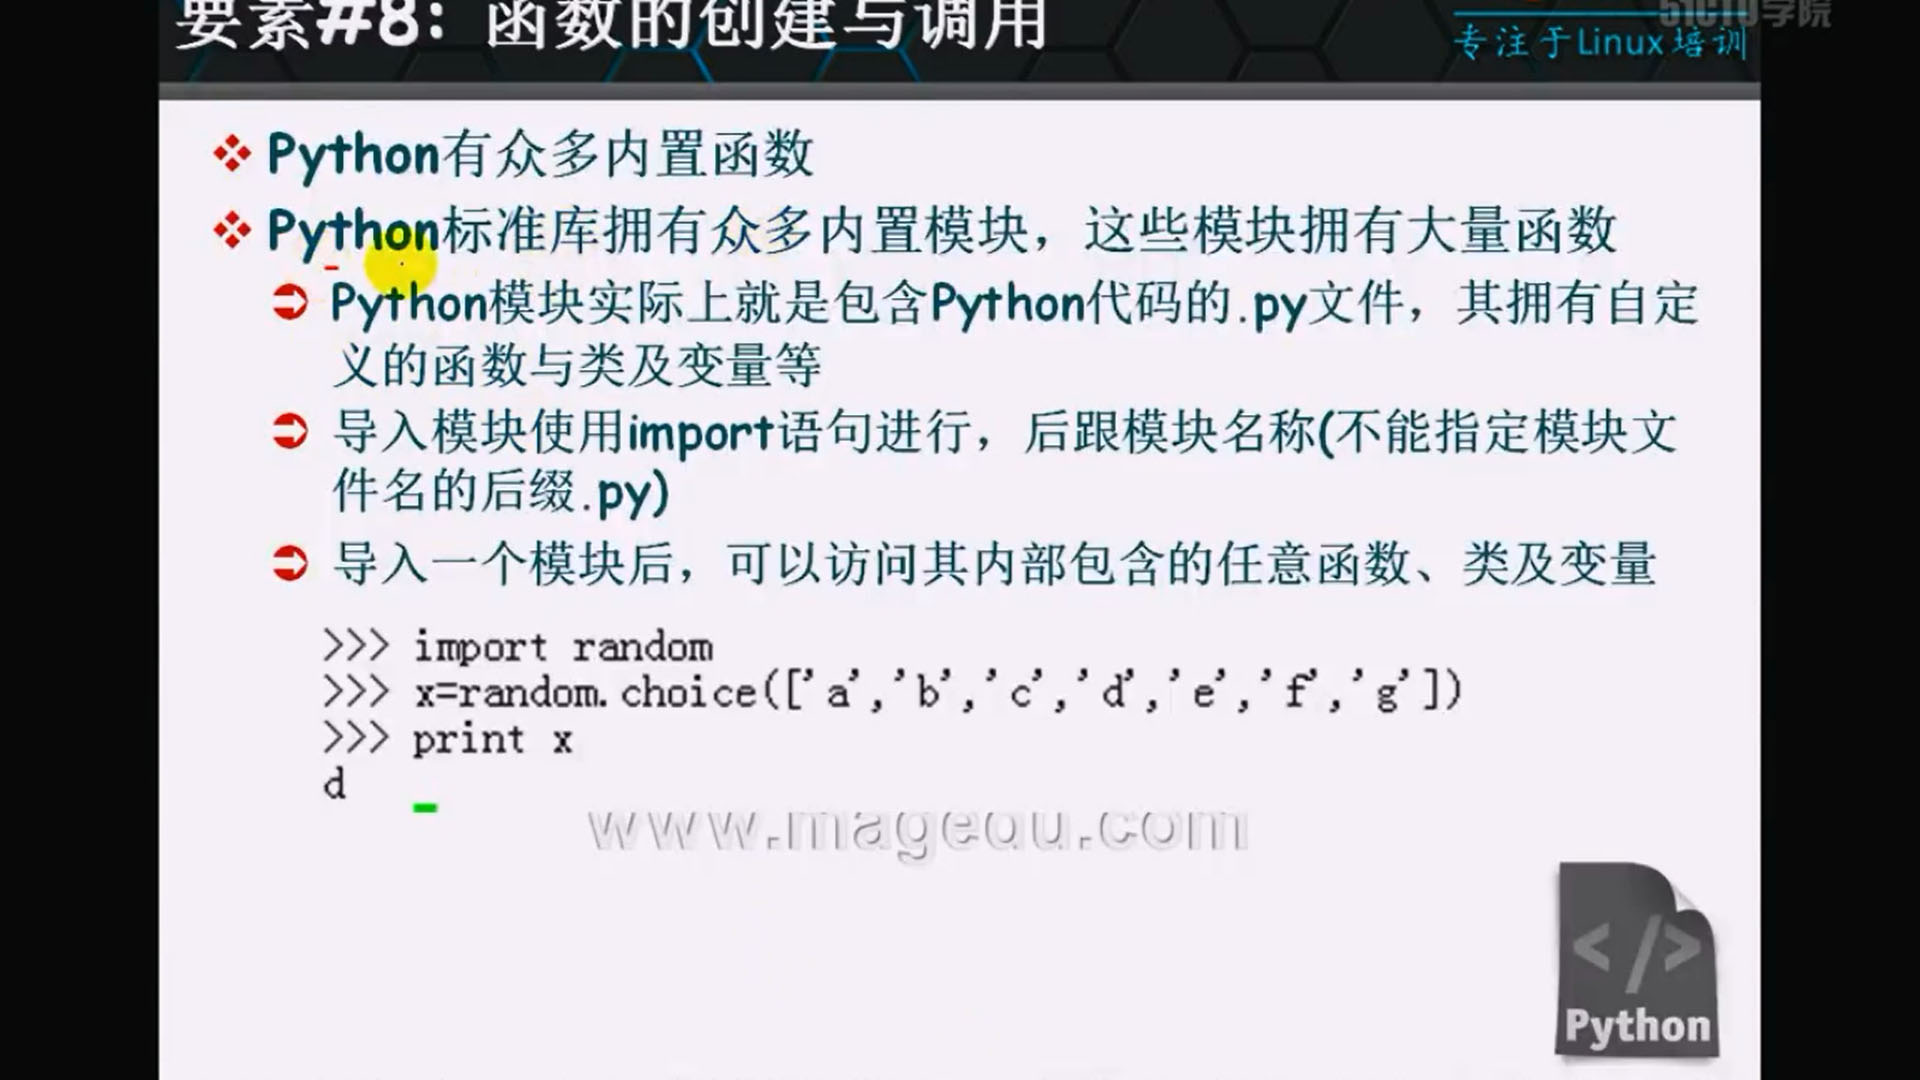 要素#8：函数的创建与调用
51CTO学院
专注于Linux培训
Python有众多内置函数
Python标准库拥有众多内置模块，这些模块拥有大量函数
Python模块实际上就是包含Python代码的.py文件，其拥有自定
义的函数与类及变量等
导入模块使用import语句进行，后跟模块名称(不能指定模块文
件名的后缀.py)
导入一个模块后，可以访问其内部包含的任意函数、类及变量
>>> import random
>>> x=random.choice(['a','b','c','d','e','f','g'])
>>> print x
d
www.magedu.com
</>
Python